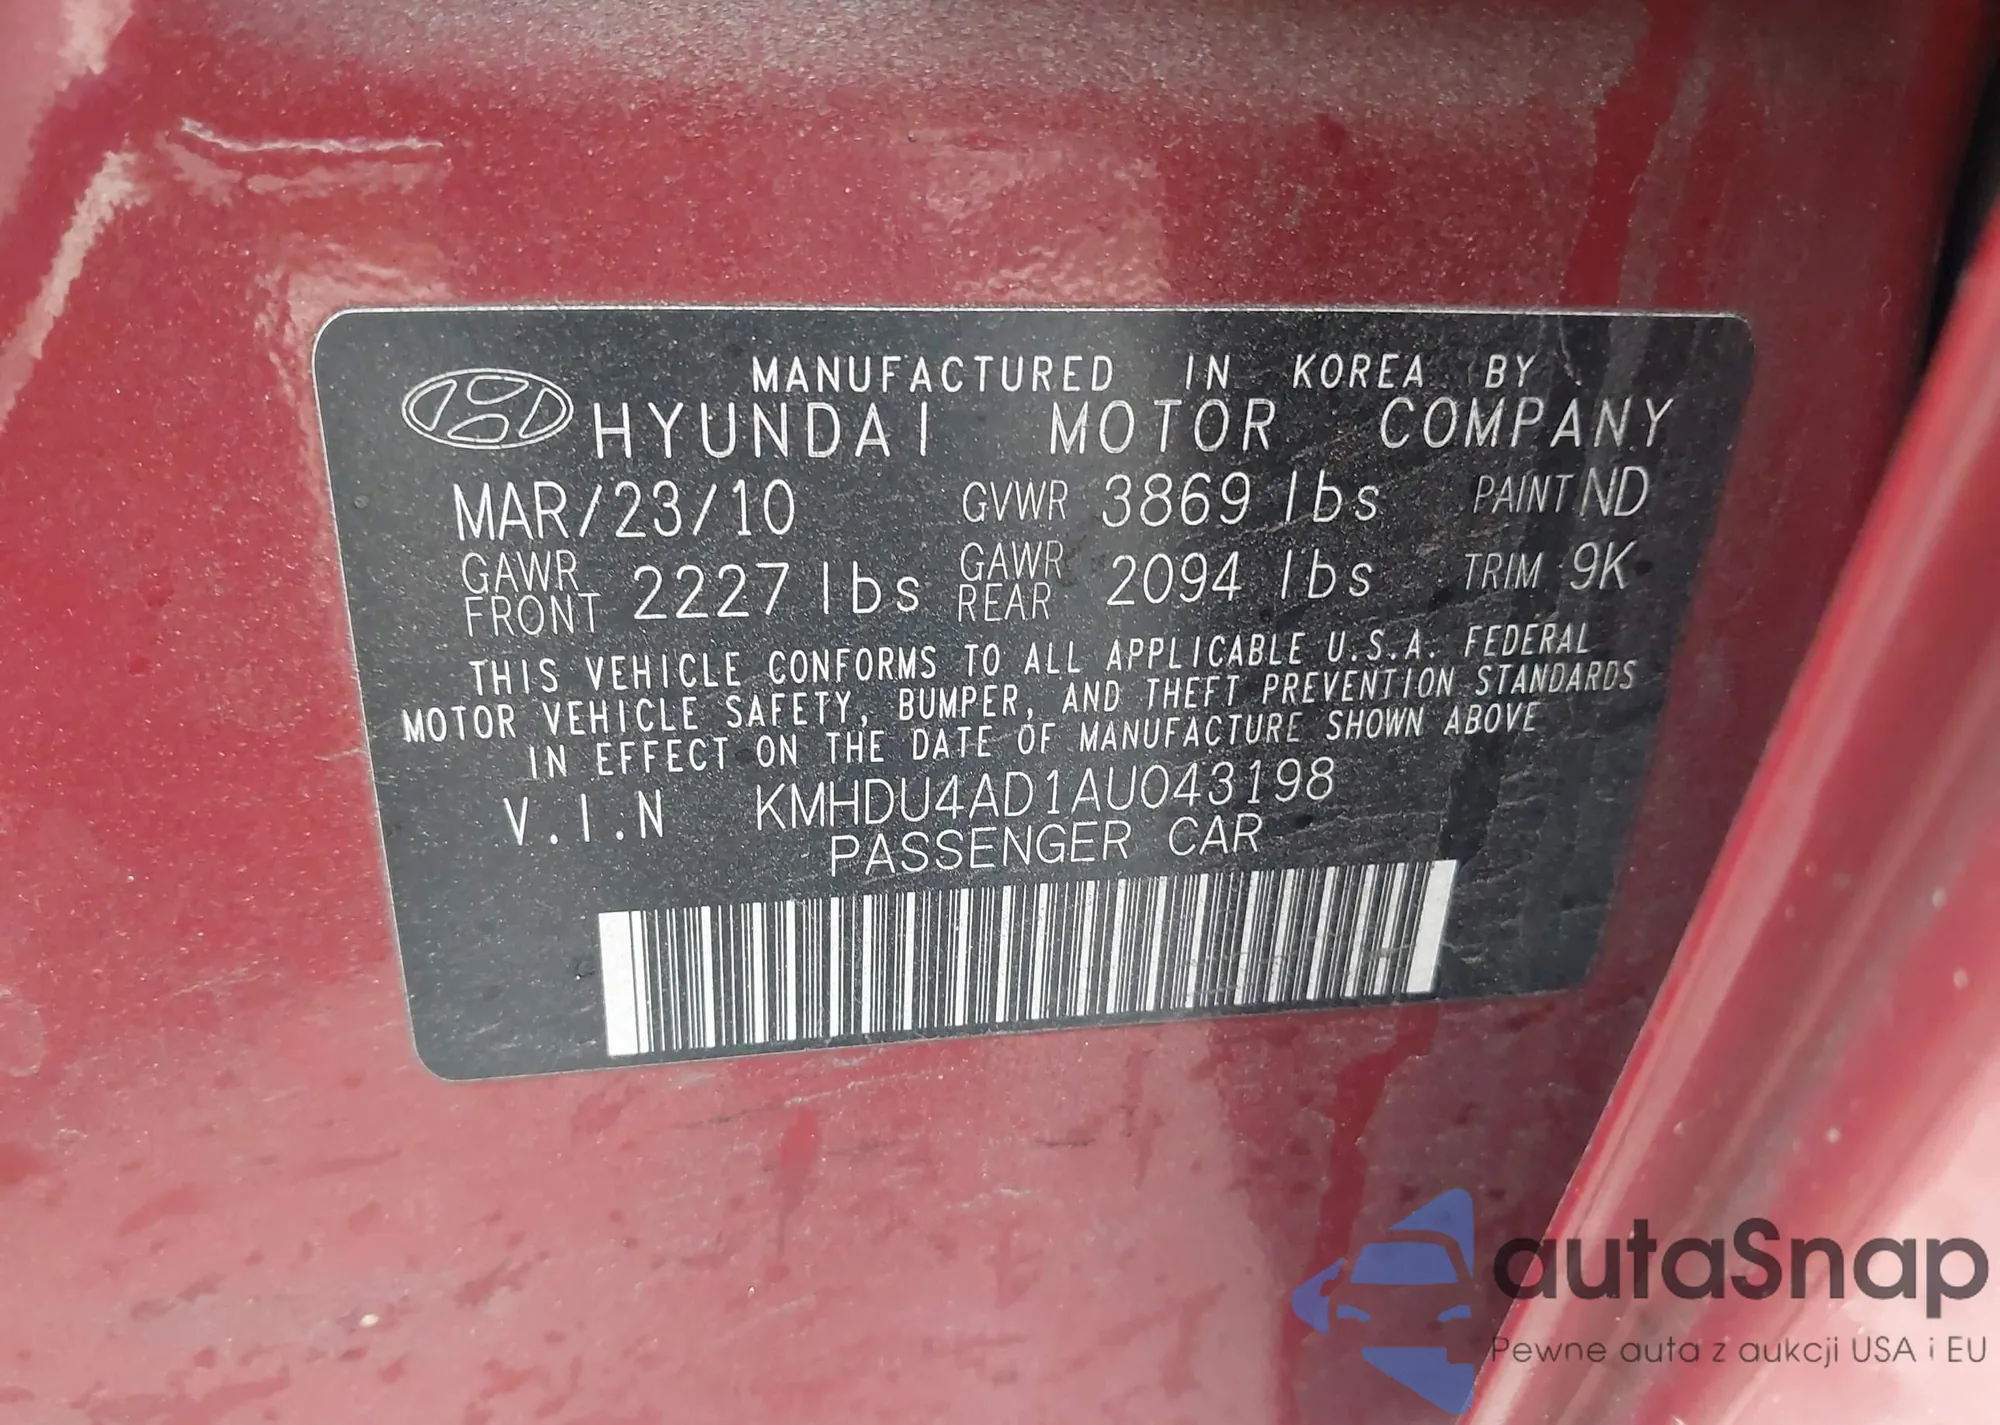 MANUFACTURED IN KOREA BY
HYUNDAI MOTOR COMPANY
MAR/23/10 GVWR 3869 lbs PAINT ND
GAWR FRONT 2227 lbs GAWR REAR 2094 lbs TRIM 9K
THIS VEHICLE CONFORMS TO ALL APPLICABLE U.S.A. FEDERAL
MOTOR VEHICLE SAFETY, BUMPER, AND THEFT PREVENTION STANDARDS
IN EFFECT ON THE DATE OF MANUFACTURE SHOWN ABOVE
V.I.N KMHDU4AD1AU043198
PASSENGER CAR
autaSnap
Pewne auta z aukcji USA i EU